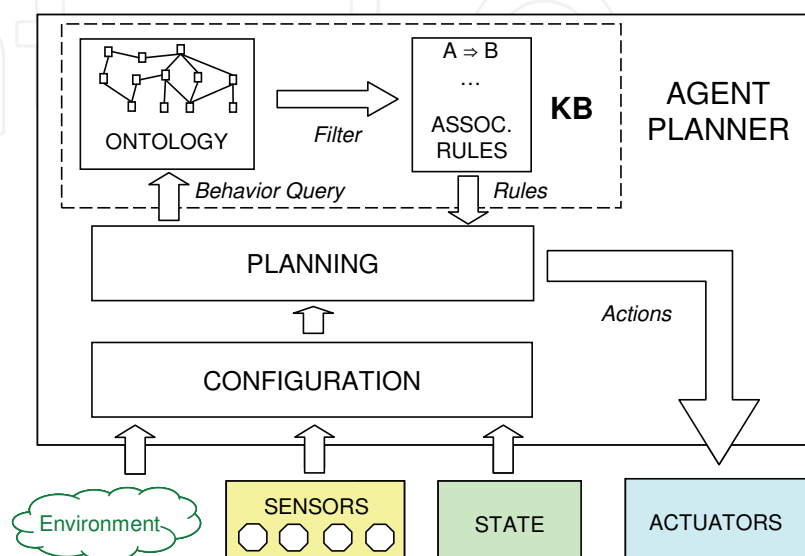 A ⇒ B
...
ASSOC.
RULES
ONTOLOGY
Filter
KB
AGENT
PLANNER
Behavior Query
Rules
PLANNING
Actions
CONFIGURATION
Environment
SENSORS
STATE
ACTUATORS